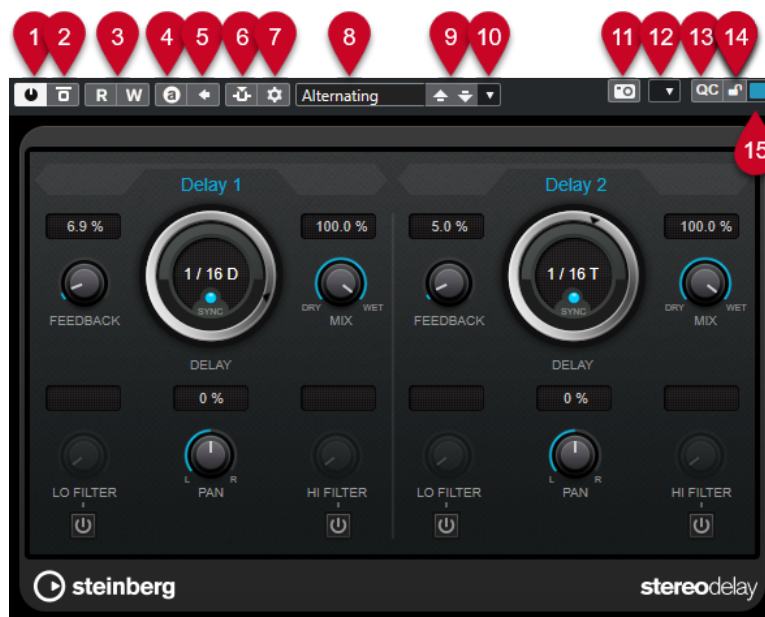 1 2 3 4 5 6 7 8 9 10 11 12 13 14
R W a Alternating QC
15
Delay 1 Delay 2
6.9 % 100.0 % 5.0 % 100.0 %
1 / 16 D 1 / 16 T
SYNC DRY WET SYNC DRY WET
FEEDBACK MIX FEEDBACK MIX
DELAY DELAY
0 % 0 %
L R L R
LO FILTER PAN HI FILTER LO FILTER PAN HI FILTER
steinberg stereodelay